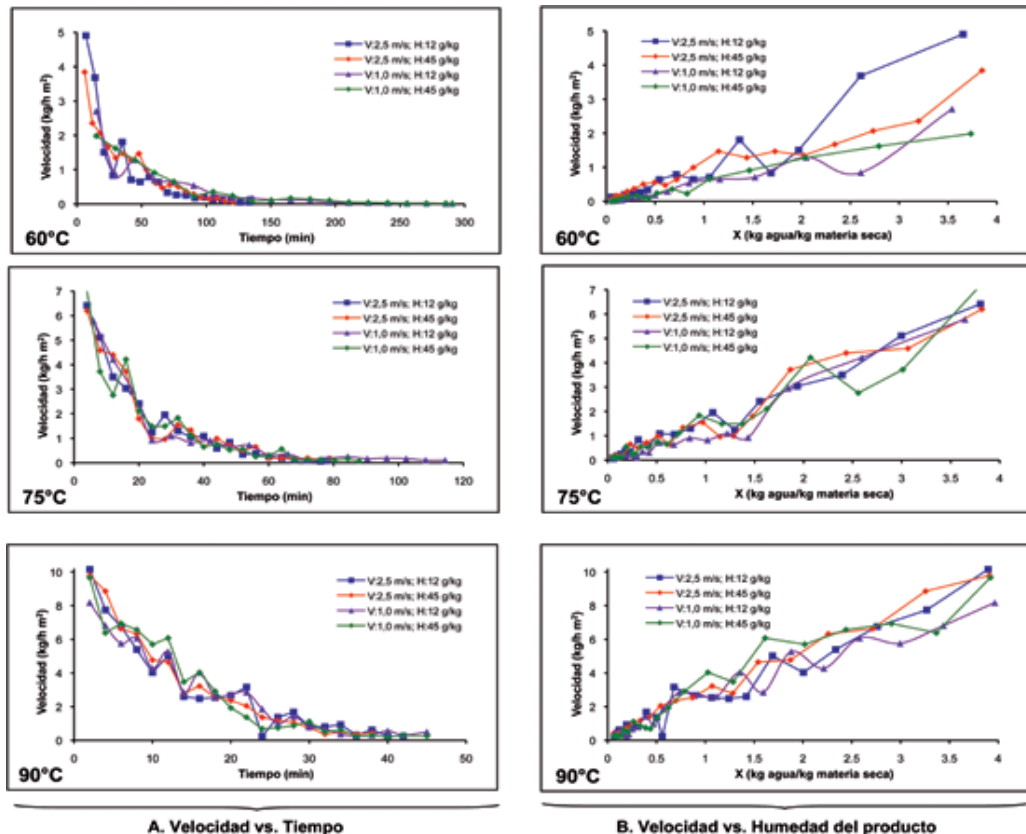 5
4
3
2
1
0
Velocidad (kg/h m²)
V:2,5 m/s; H:12 g/kg
V:2,5 m/s; H:45 g/kg
V:1,0 m/s; H:12 g/kg
V:1,0 m/s; H:45 g/kg
0 50 100 150 200 250 300
Tiempo (min)
60°C
5
4
3
2
1
0
Velocidad (kg/h m²)
V:2,5 m/s; H:12 g/kg
V:2,5 m/s; H:45 g/kg
V:1,0 m/s; H:12 g/kg
V:1,0 m/s; H:45 g/kg
0 0.5 1 1.5 2 2.5 3 3.5 4
X (kg agua/kg materia seca)
60°C
7
6
5
4
3
2
1
0
Velocidad (kg/h m²)
V:2,5 m/s; H:12 g/kg
V:2,5 m/s; H:45 g/kg
V:1,0 m/s; H:12 g/kg
V:1,0 m/s; H:45 g/kg
0 20 40 60 80 100 120
Tiempo (min)
75°C
7
6
5
4
3
2
1
0
Velocidad (kg/h m²)
V:2,5 m/s; H:12 g/kg
V:2,5 m/s; H:45 g/kg
V:1,0 m/s; H:12 g/kg
V:1,0 m/s; H:45 g/kg
0 0.5 1 1.5 2 2.5 3 3.5 4
X (kg agua/kg materia seca)
75°C
10
8
6
4
2
0
Velocidad (kg/h m²)
V:2,5 m/s; H:12 g/kg
V:2,5 m/s; H:45 g/kg
V:1,0 m/s; H:12 g/kg
V:1,0 m/s; H:45 g/kg
0 10 20 30 40 50
Tiempo (min)
90°C
10
8
6
4
2
0
Velocidad (kg/h m²)
V:2,5 m/s; H:12 g/kg
V:2,5 m/s; H:45 g/kg
V:1,0 m/s; H:12 g/kg
V:1,0 m/s; H:45 g/kg
0 0.5 1 1.5 2 2.5 3 3.5 4
X (kg agua/kg materia seca)
90°C
A. Velocidad vs. Tiempo
B. Velocidad vs. Humedad del producto